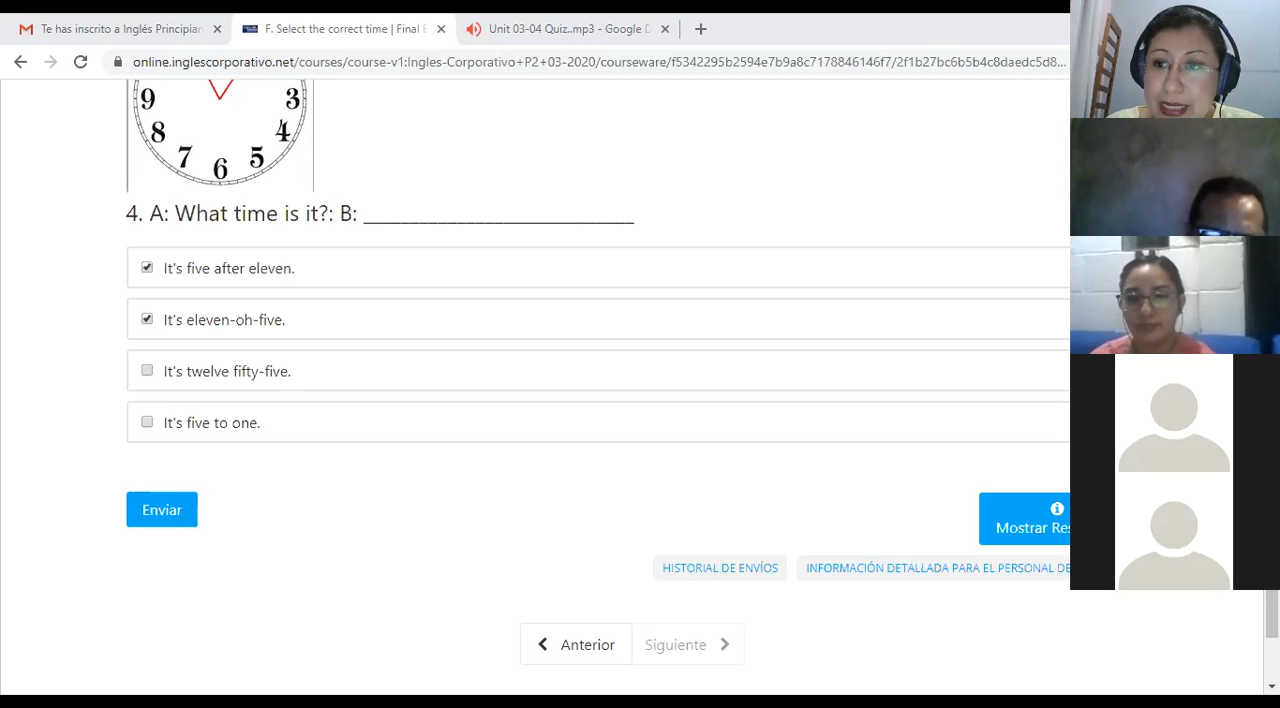 Te has inscrito a Inglés Principian
F. Select the correct time | Final E
Unit 03-04 Quiz..mp3 - Google D
online.inglescorporativo.net/courses/course-v1:Ingles-Corporativo+P2+03-2020/courseware/f5342295b2594e7b9a8c7178846146f7/2f1b27bc6b5b4c8daedc5d8...
9 3
8 4
7 5
6
4. A: What time is it?: B: ___________________________
It's five after eleven.
It's eleven-oh-five.
It's twelve fifty-five.
It's five to one.
Enviar
Mostrar Res
HISTORIAL DE ENVÍOS
INFORMACIÓN DETALLADA PARA EL PERSONAL DE
Anterior
Siguiente